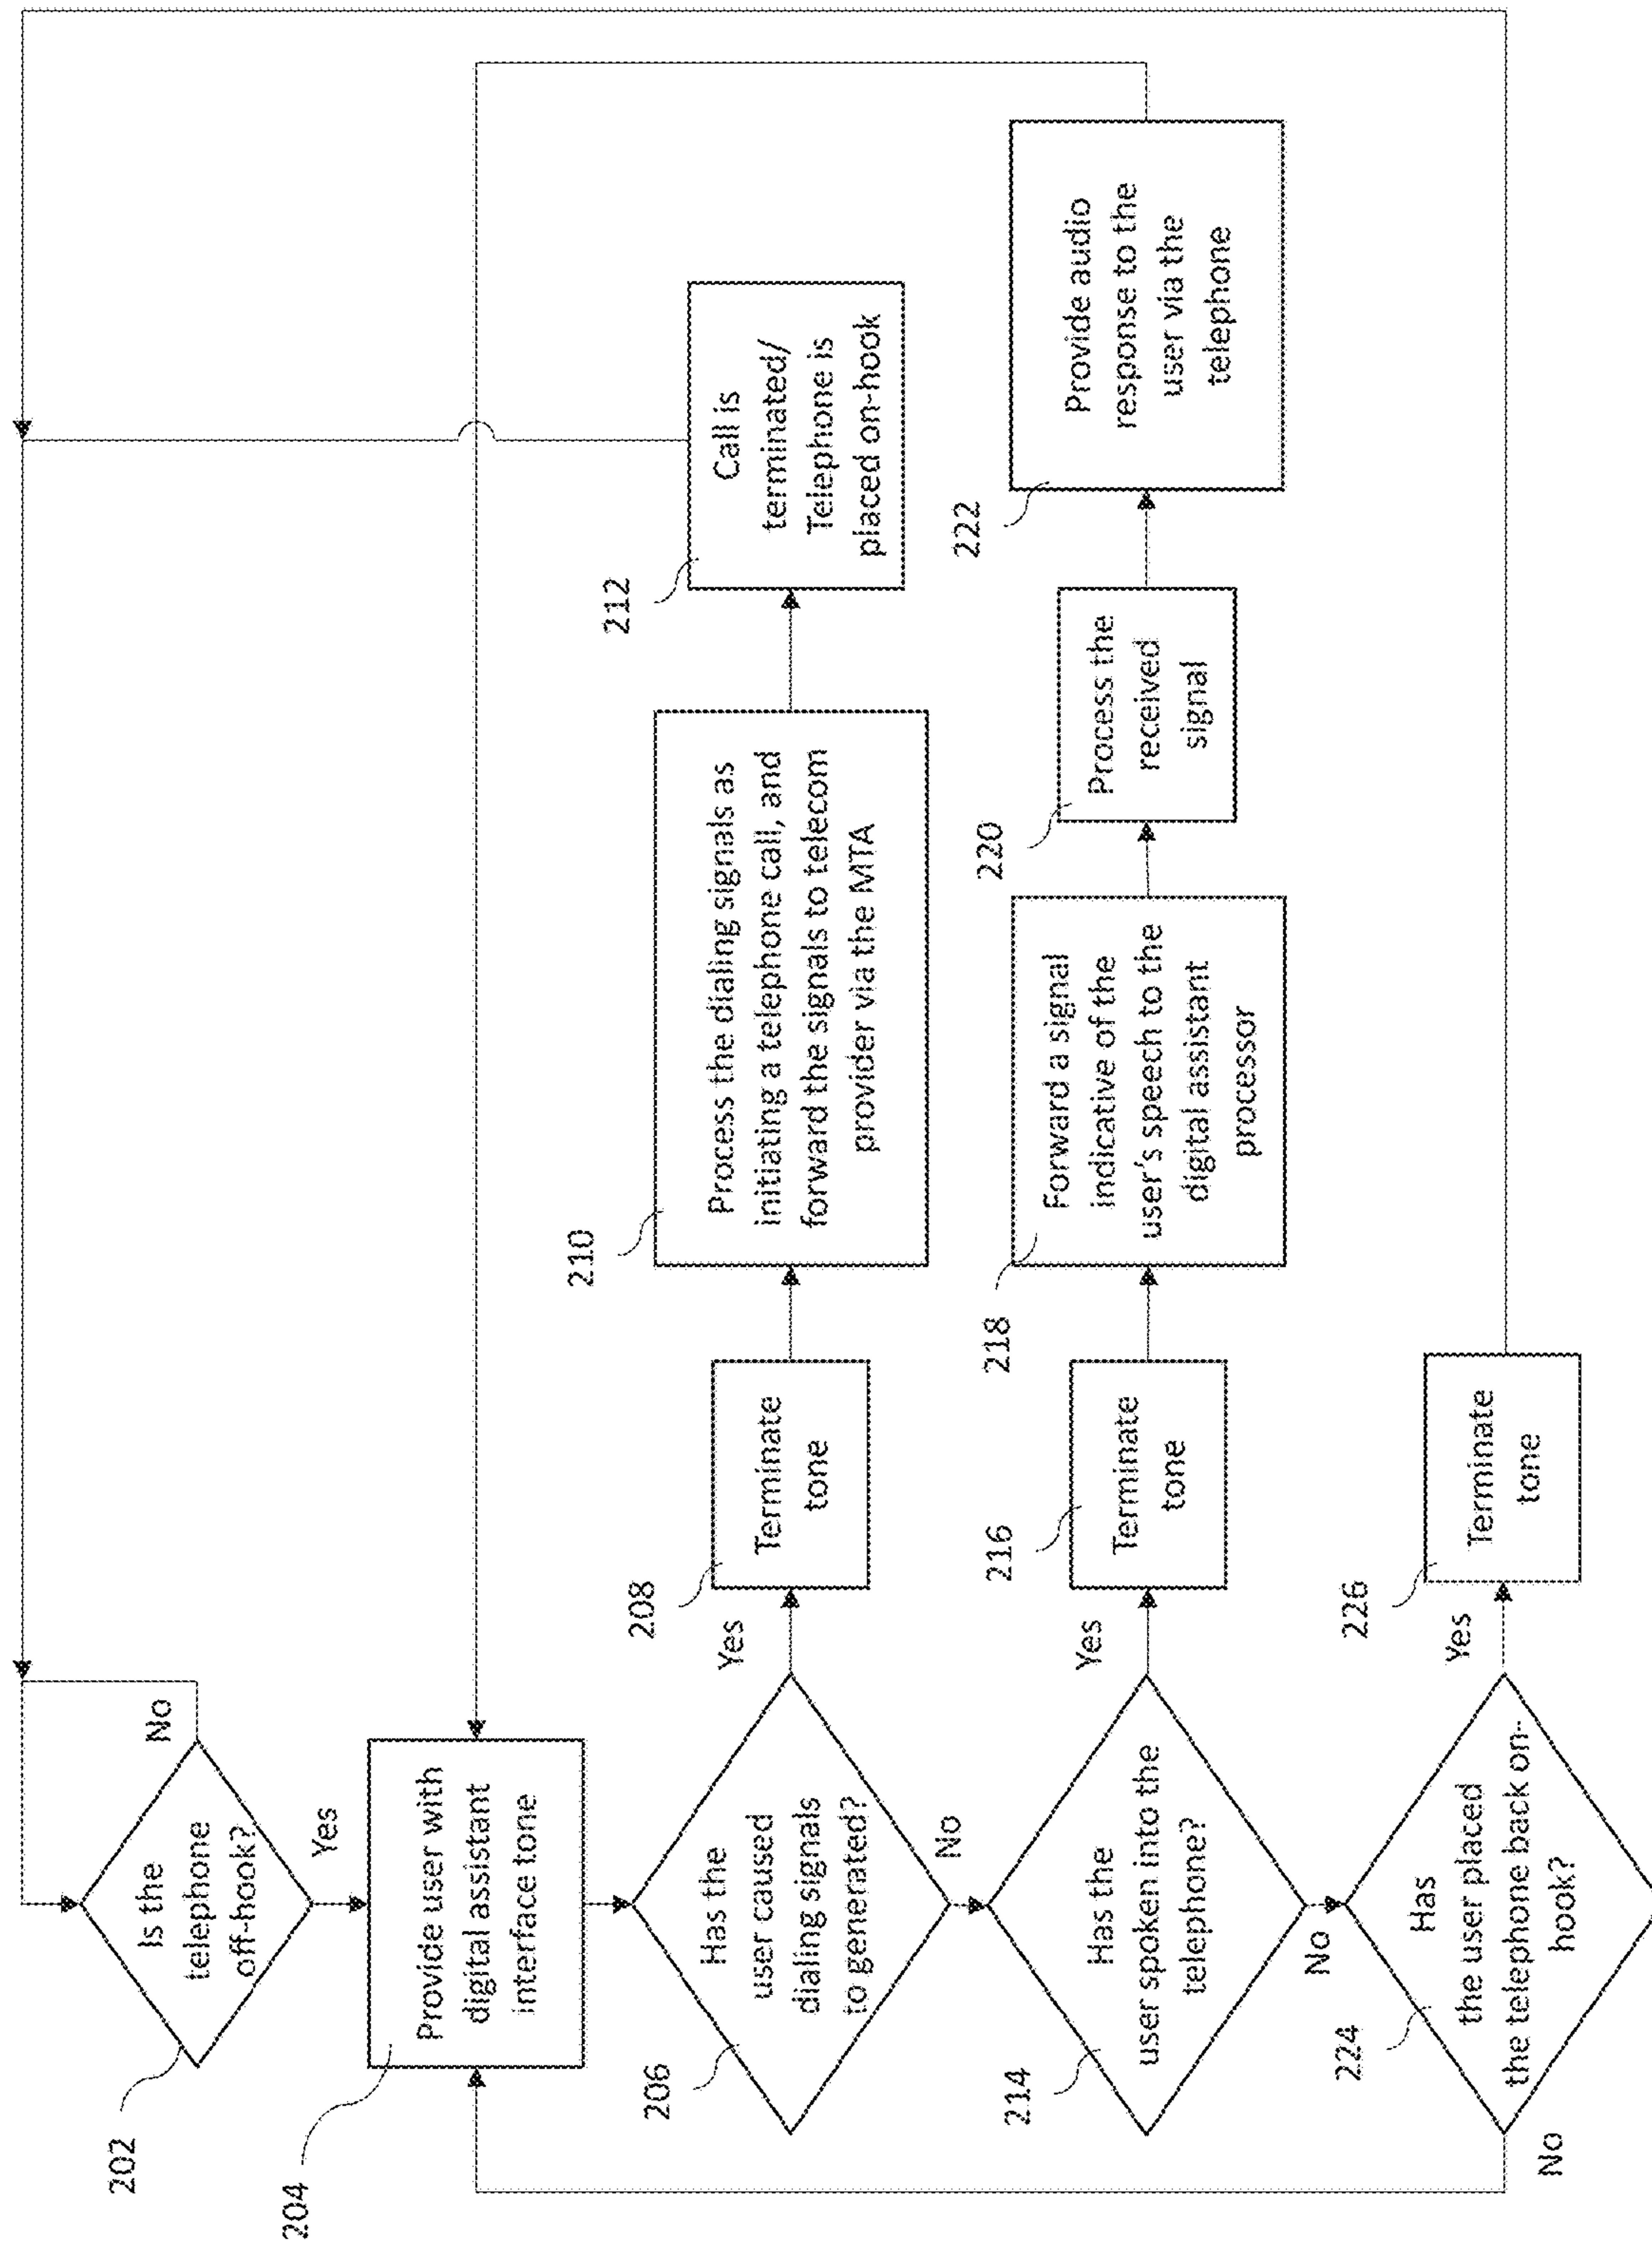 202
Is the
telephone
off-hook?
No
Yes
204
Provide user with
digital assistant
interface tone
206
Has the
user caused
dialing signals
to generated?
Yes
No
208
Terminate
tone
210
Process the dialing signals as
initiating a telephone call, and
forward the signals to telecom
provider via the MTA
212
Call is
terminated/
Telephone is
placed on-hook
214
Has the
user spoken into the
telephone?
Yes
No
216
Terminate
tone
218
Forward a signal
indicative of the
user's speech to the
digital assistant
processor
220
Process the
received
signal
222
Provide audio
response to the
user via the
telephone
224
Has
the user placed
the telephone back on-
hook?
Yes
No
226
Terminate
tone